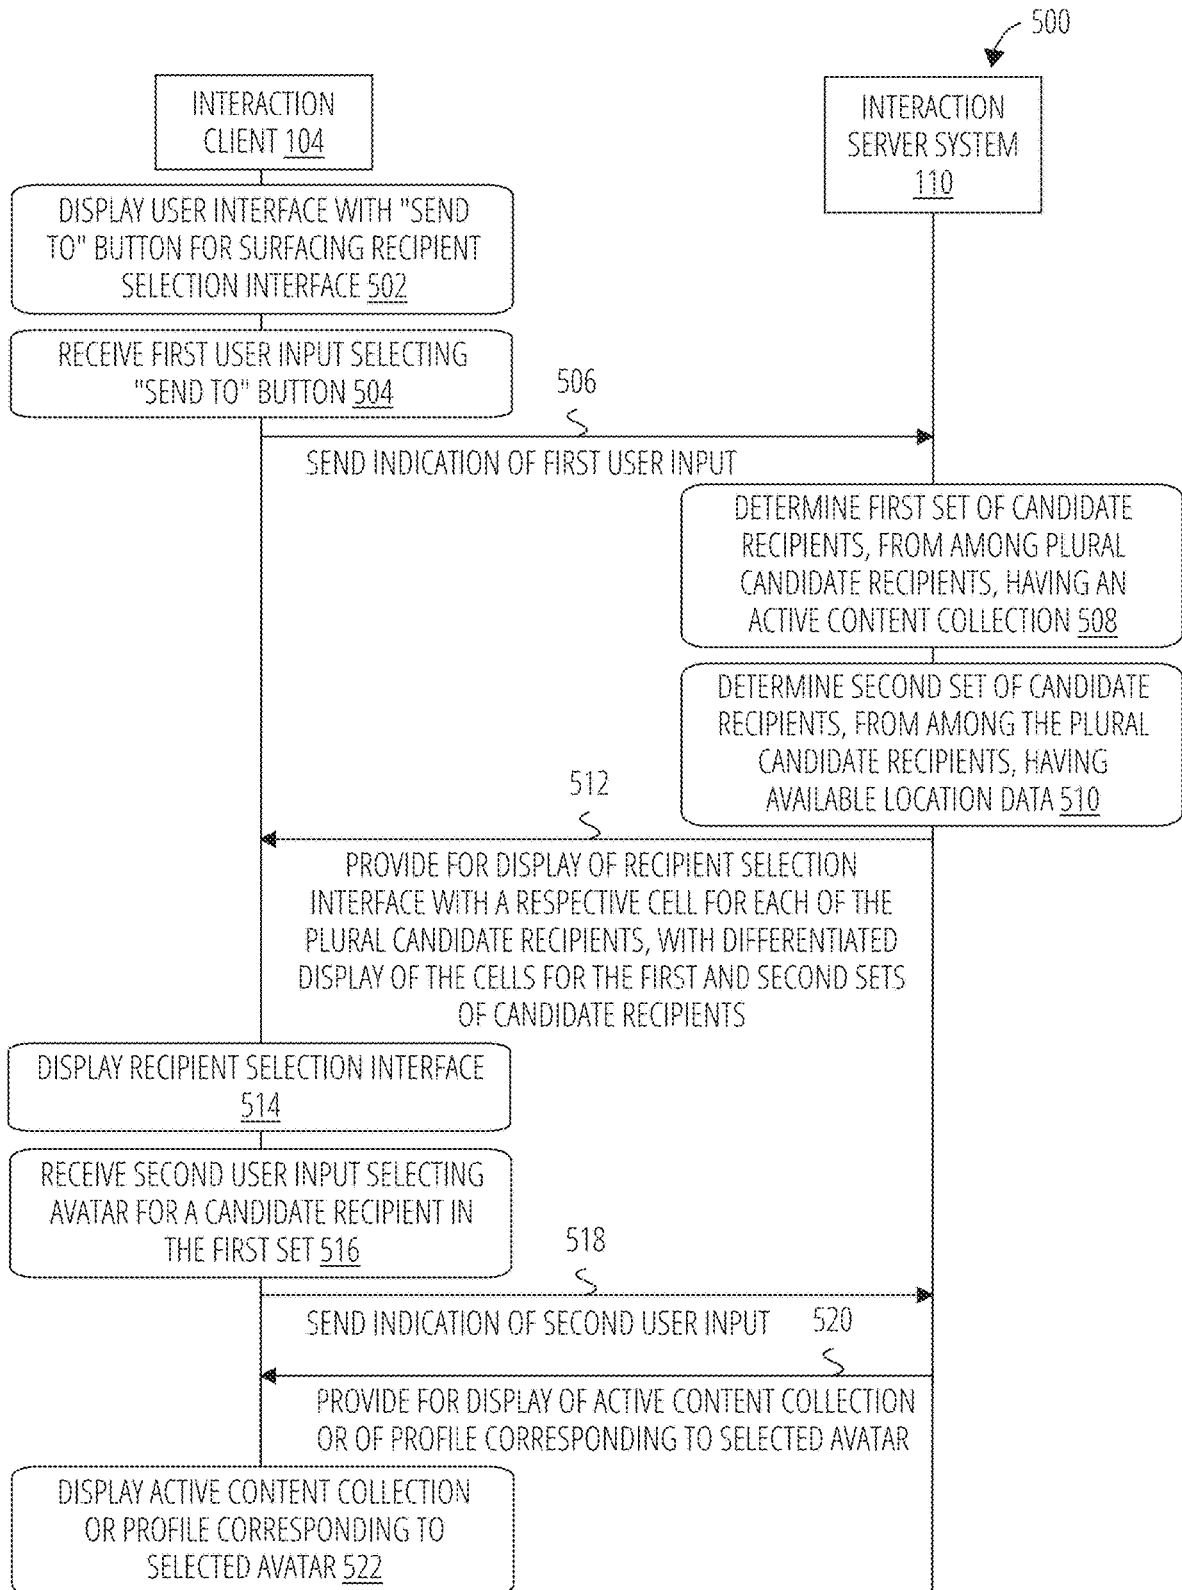 500
INTERACTION
CLIENT 104
INTERACTION
SERVER SYSTEM
110
DISPLAY USER INTERFACE WITH "SEND
TO" BUTTON FOR SURFACING RECIPIENT
SELECTION INTERFACE 502
RECEIVE FIRST USER INPUT SELECTING
"SEND TO" BUTTON 504
506
SEND INDICATION OF FIRST USER INPUT
DETERMINE FIRST SET OF CANDIDATE
RECIPIENTS, FROM AMONG PLURAL
CANDIDATE RECIPIENTS, HAVING AN
ACTIVE CONTENT COLLECTION 508
DETERMINE SECOND SET OF CANDIDATE
RECIPIENTS, FROM AMONG THE PLURAL
CANDIDATE RECIPIENTS, HAVING
AVAILABLE LOCATION DATA 510
512
PROVIDE FOR DISPLAY OF RECIPIENT SELECTION
INTERFACE WITH A RESPECTIVE CELL FOR EACH OF THE
PLURAL CANDIDATE RECIPIENTS, WITH DIFFERENTIATED
DISPLAY OF THE CELLS FOR THE FIRST AND SECOND SETS
OF CANDIDATE RECIPIENTS
DISPLAY RECIPIENT SELECTION INTERFACE
514
RECEIVE SECOND USER INPUT SELECTING
AVATAR FOR A CANDIDATE RECIPIENT IN
THE FIRST SET 516
518
SEND INDICATION OF SECOND USER INPUT
520
PROVIDE FOR DISPLAY OF ACTIVE CONTENT COLLECTION
OR OF PROFILE CORRESPONDING TO SELECTED AVATAR
DISPLAY ACTIVE CONTENT COLLECTION
OR PROFILE CORRESPONDING TO
SELECTED AVATAR 522